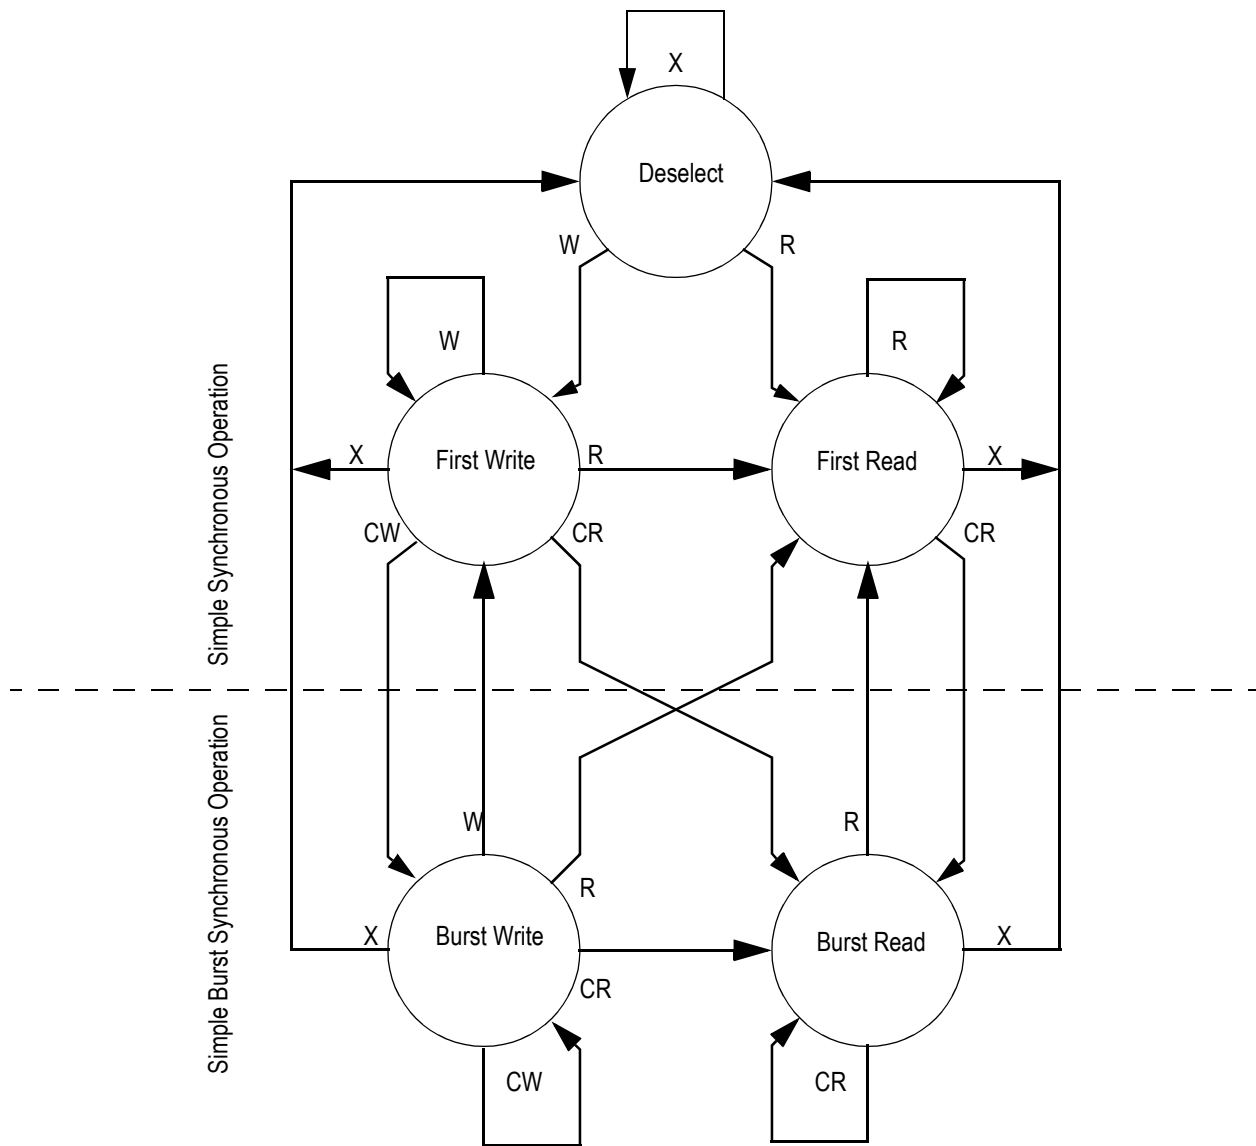 X
Deselect
W
R
W
R
Simple Synchronous Operation
X
First Write
R
First Read
X
CW
CR
CR
Simple Burst Synchronous Operation
W
R
R
X
Burst Write
Burst Read
X
CR
CW
CR